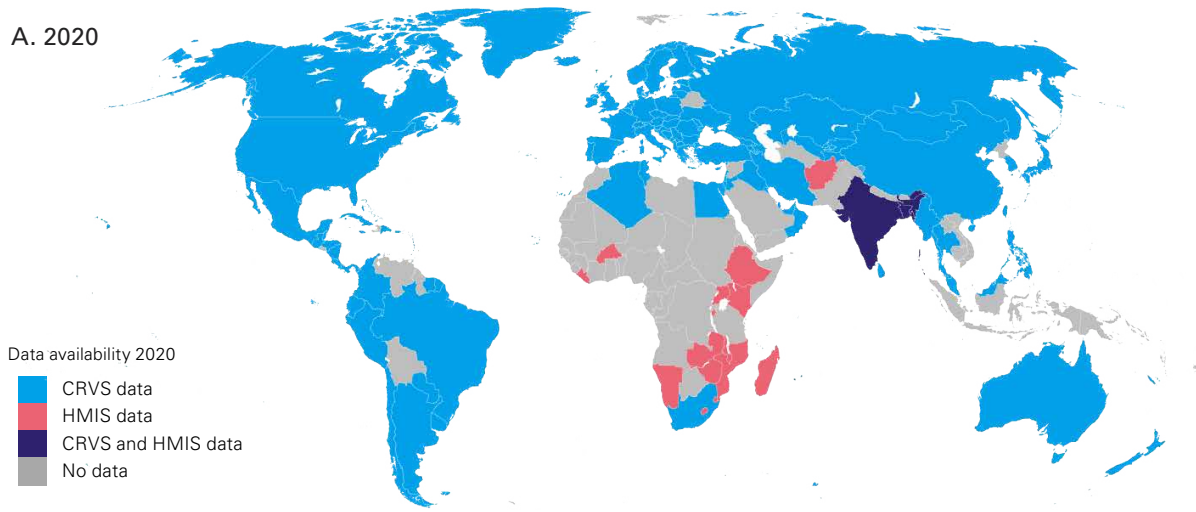 A. 2020
Data availability 2020
CRVS data
HMIS data
CRVS and HMIS data
No data